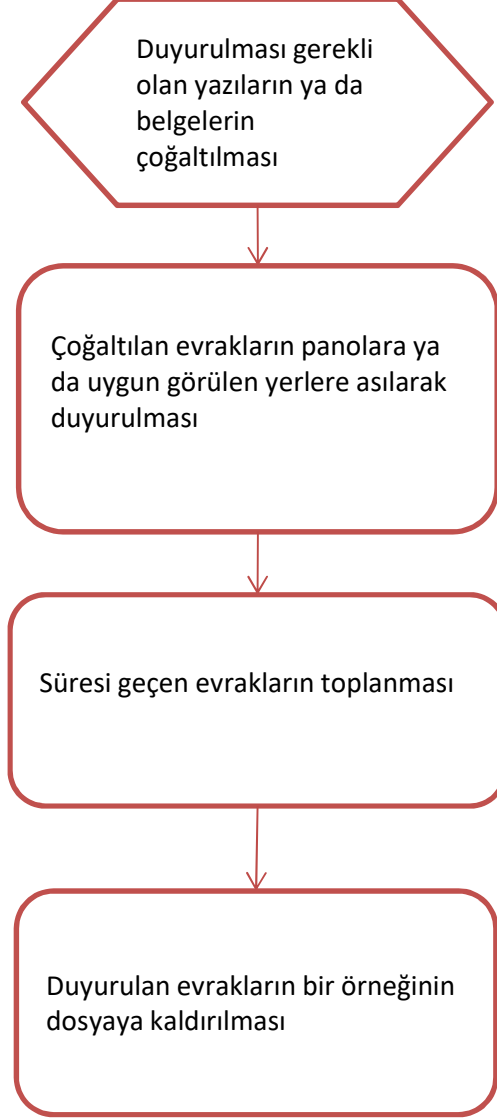 Duyurulması gerekli
olan yazıların ya da
belgelerin
çoğaltılması
Çoğaltılan evrakların panolara ya
da uygun görülen yerlere asılarak
duyurulması
Süresi geçen evrakların toplanması
Duyurulan evrakların bir örneğinin
dosyaya kaldırılması